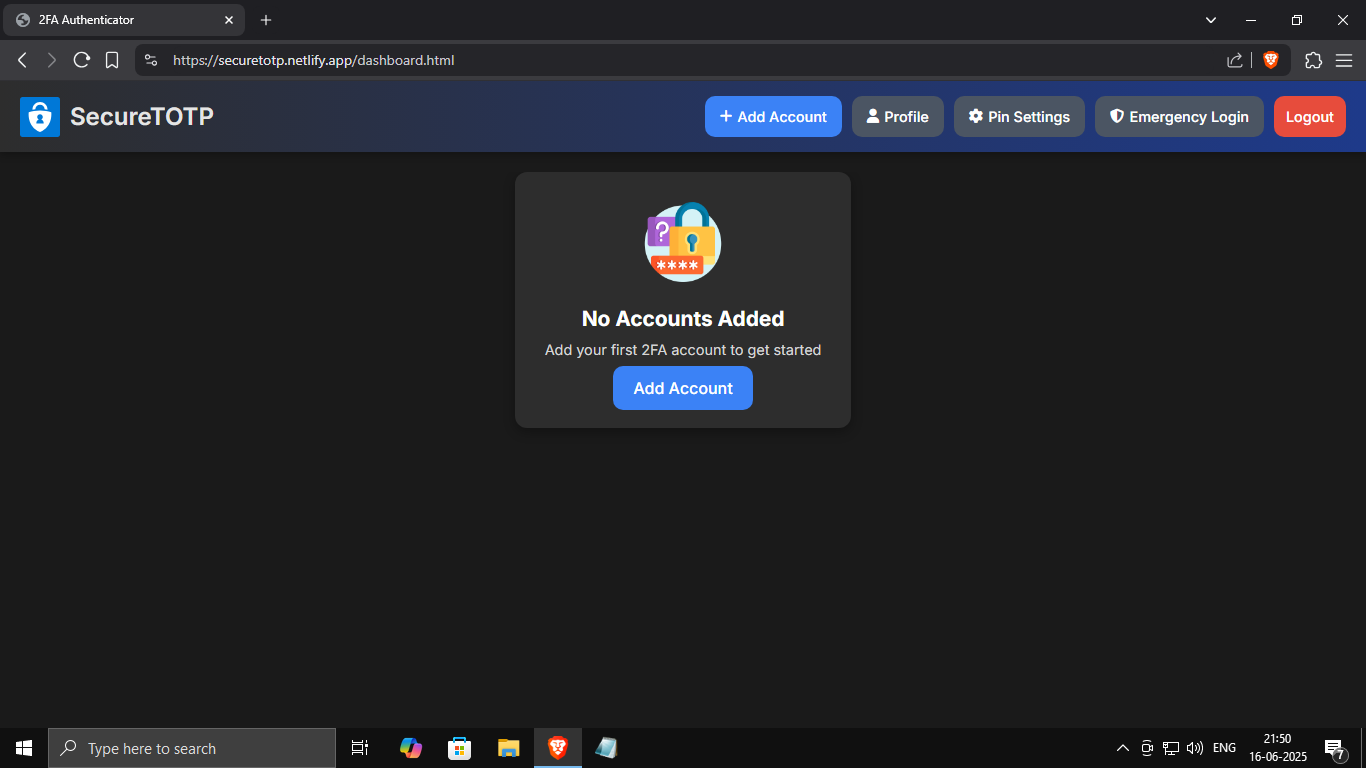 2FA Authenticator
https://securetotp.netlify.app/dashboard.html
SecureTOTP
+ Add Account
Profile
Pin Settings
Emergency Login
Logout
?
****
No Accounts Added
Add your first 2FA account to get started
Add Account
Type here to search
ENG
21:50
16-06-2025
7